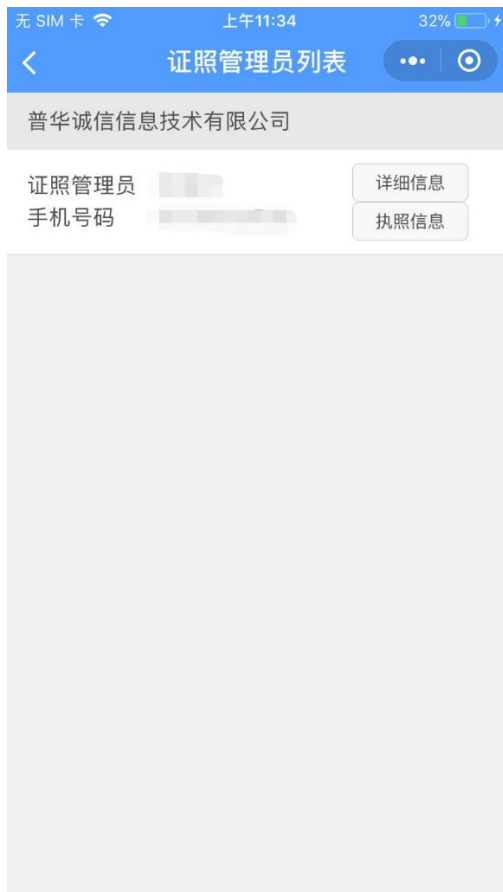 无 SIM 卡 上午11:34 32%
证照管理员列表
普华诚信信息技术有限公司
证照管理员 详细信息
手机号码 执照信息